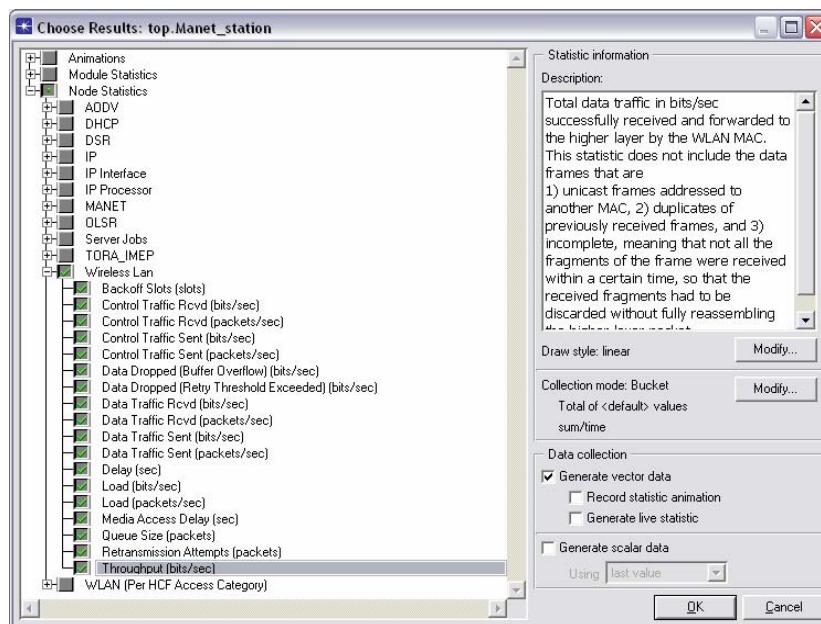 Choose Results: top.Manet_station
Animations
Module Statistics
Node Statistics
AODV
DHCP
DSR
IP
IP Interface
IP Processor
MANET
OLSR
Server Jobs
TORA_IMEP
Wireless Lan
Backoff Slots (slots)
Control Traffic Rcvd (bits/sec)
Control Traffic Rcvd (packets/sec)
Control Traffic Sent (bits/sec)
Control Traffic Sent (packets/sec)
Data Dropped (Buffer Overflow) (bits/sec)
Data Dropped (Retry Threshold Exceeded) (bits/sec)
Data Traffic Rcvd (bits/sec)
Data Traffic Rcvd (packets/sec)
Data Traffic Sent (bits/sec)
Data Traffic Sent (packets/sec)
Delay (sec)
Load (bits/sec)
Load (packets/sec)
Media Access Delay (sec)
Queue Size (packets)
Retransmission Attempts (packets)
Throughput (bits/sec)
WLAN (Per HCF Access Category)
Statistic information
Description:
Total data traffic in bits/sec
successfully received and forwarded to
the higher layer by the WLAN MAC.
This statistic does not include the data
frames that are
1) unicast frames addressed to
another MAC, 2) duplicates of
previously received frames, and 3)
incomplete, meaning that not all the
fragments of the frame were received
within a certain time, so that the
received fragments had to be
discarded without fully reassembling
the higher layer packet
Draw style: linear
Modify...
Collection mode: Bucket
Modify...
Total of <default> values
sum/time
Data collection
Generate vector data
Record statistic animation
Generate live statistic
Generate scalar data
Using last value
OK
Cancel